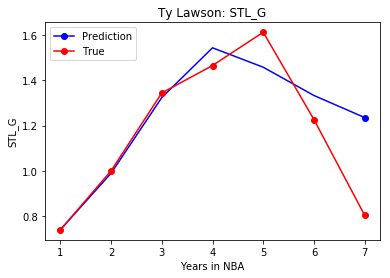 Ty Lawson: STL_G
Prediction
True
STL_G
1.6
1.4
1.2
1.0
0.8
1 2 3 4 5 6 7
Years in NBA